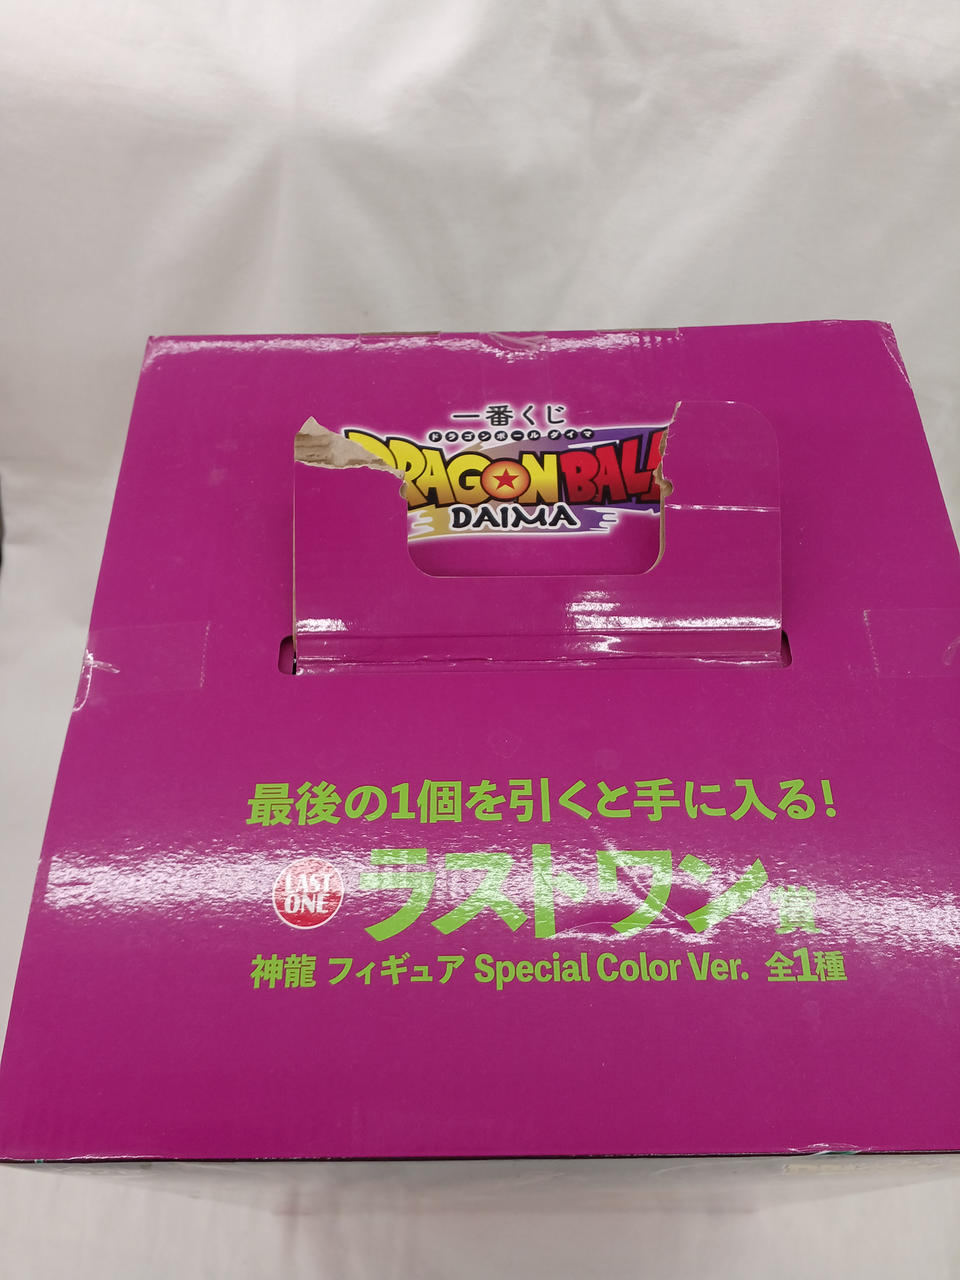 一番くじ
ドラゴンボールダイマ
DRAGON BALL
DAIMA
最後の1個を引くと手に入る!
LAST ONE ラストワン賞
神龍 フィギュア Special Color Ver. 全1種